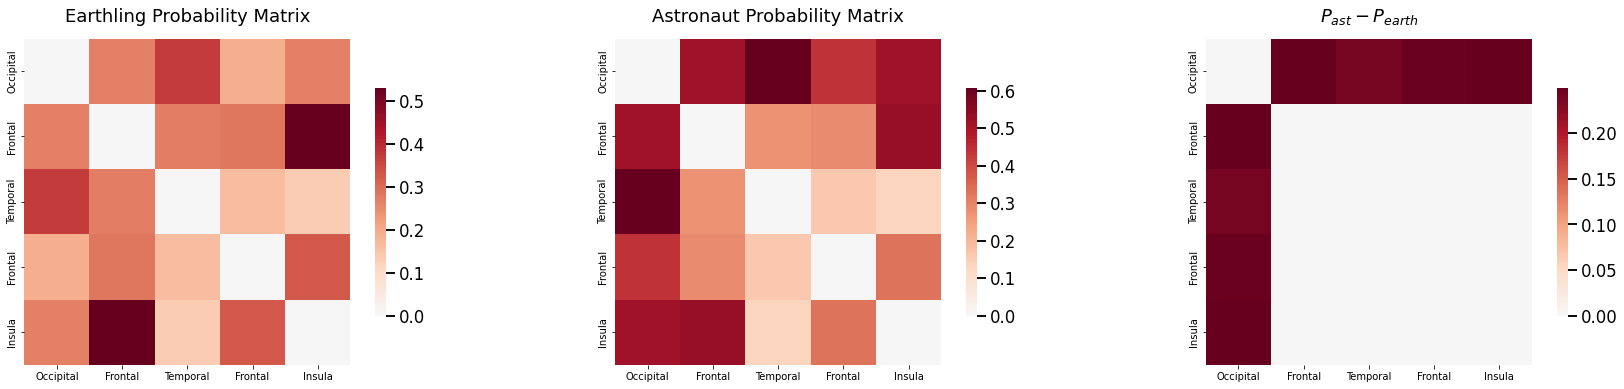 Earthling Probability Matrix
Occipital
Frontal
Temporal
Frontal
Insula
Occipital
Frontal
Temporal
Frontal
Insula
0.5
0.4
0.3
0.2
0.1
0.0
Astronaut Probability Matrix
Occipital
Frontal
Temporal
Frontal
Insula
Occipital
Frontal
Temporal
Frontal
Insula
0.6
0.5
0.4
0.3
0.2
0.1
0.0
P_ast − P_earth
Occipital
Frontal
Temporal
Frontal
Insula
Occipital
Frontal
Temporal
Frontal
Insula
0.20
0.15
0.10
0.05
0.00